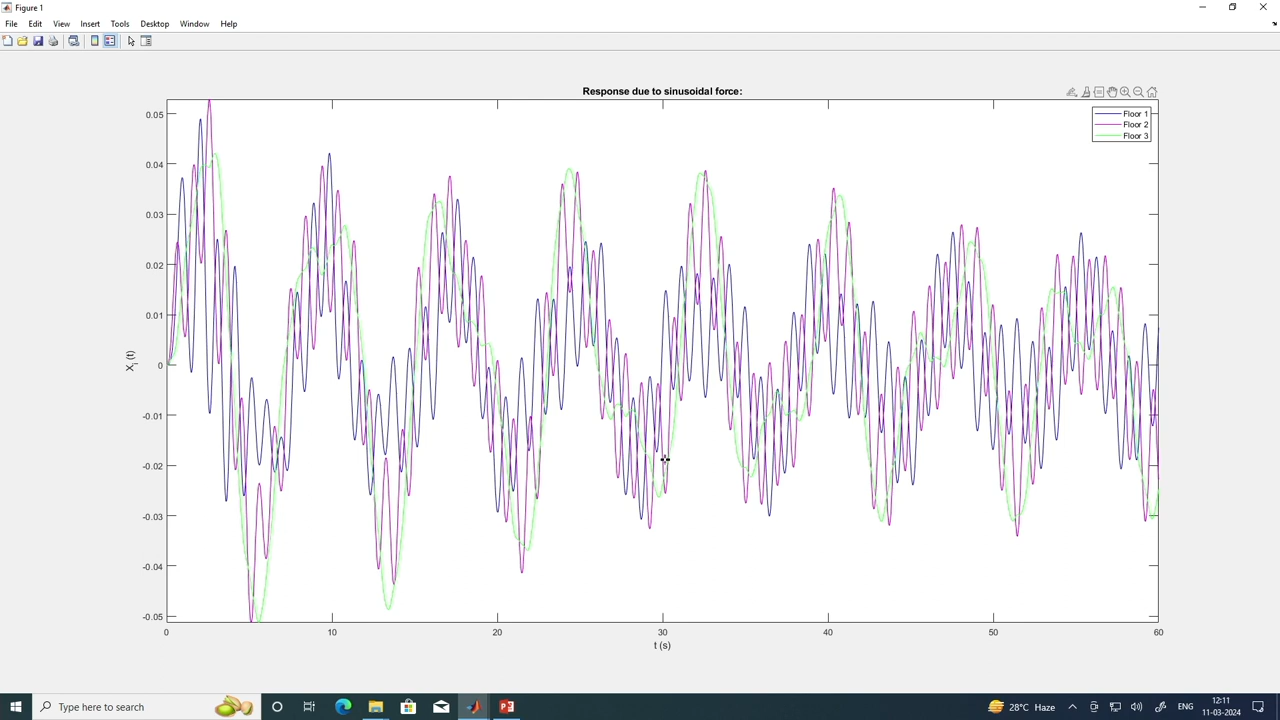 Figure 1
File Edit View Insert Tools Desktop Window Help
Response due to sinusoidal force:
Floor 1
Floor 2
Floor 3
0.05
0.04
0.03
0.02
0.01
0
-0.01
-0.02
-0.03
-0.04
-0.05
Xi (t)
0 10 20 30 40 50 60
t (s)
Type here to search
28°C Haze
ENG
12:11
11-03-2024